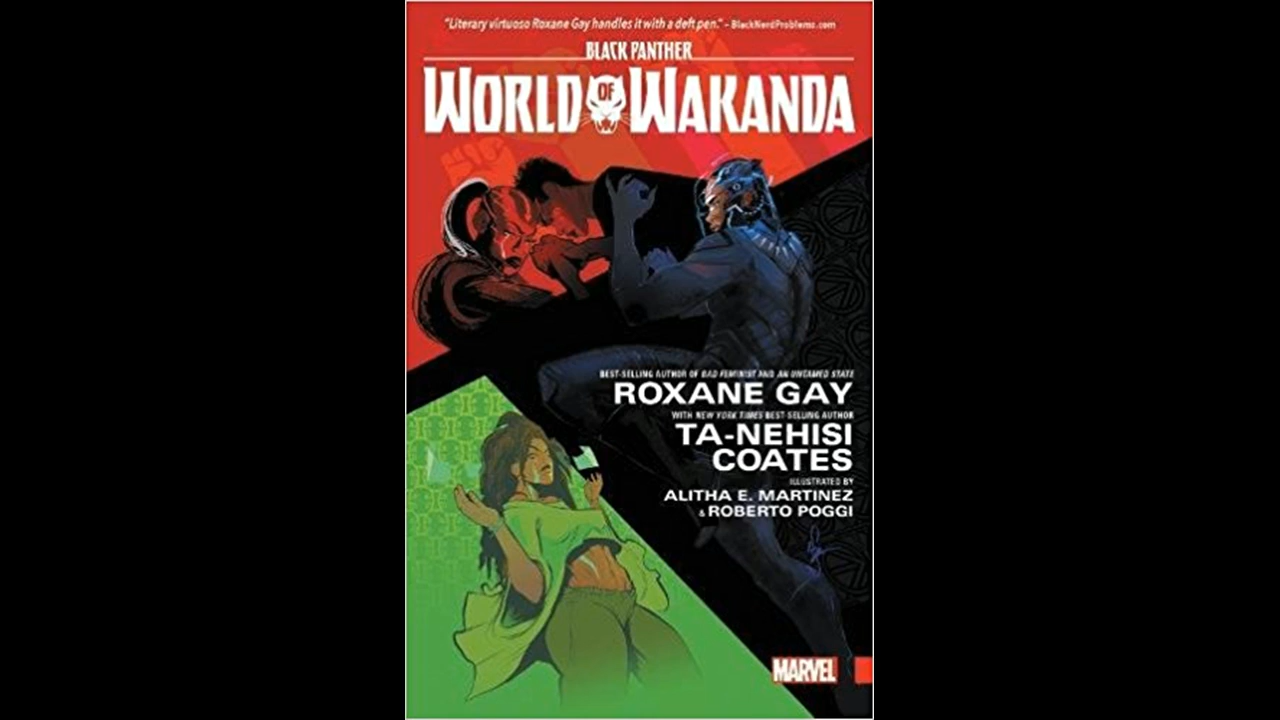 "Literary virtuoso Roxane Gay handles it with a deft pen." – BlackNerdProblems.com
BLACK PANTHER
WORLD OF WAKANDA
BEST-SELLING AUTHOR OF BAD FEMINIST AND AN UNTAMED STATE
ROXANE GAY
WITH NEW YORK TIMES BEST-SELLING AUTHOR
TA-NEHISI
COATES
ILLUSTRATED BY
ALITHA E. MARTINEZ
& ROBERTO POGGI
MARVEL